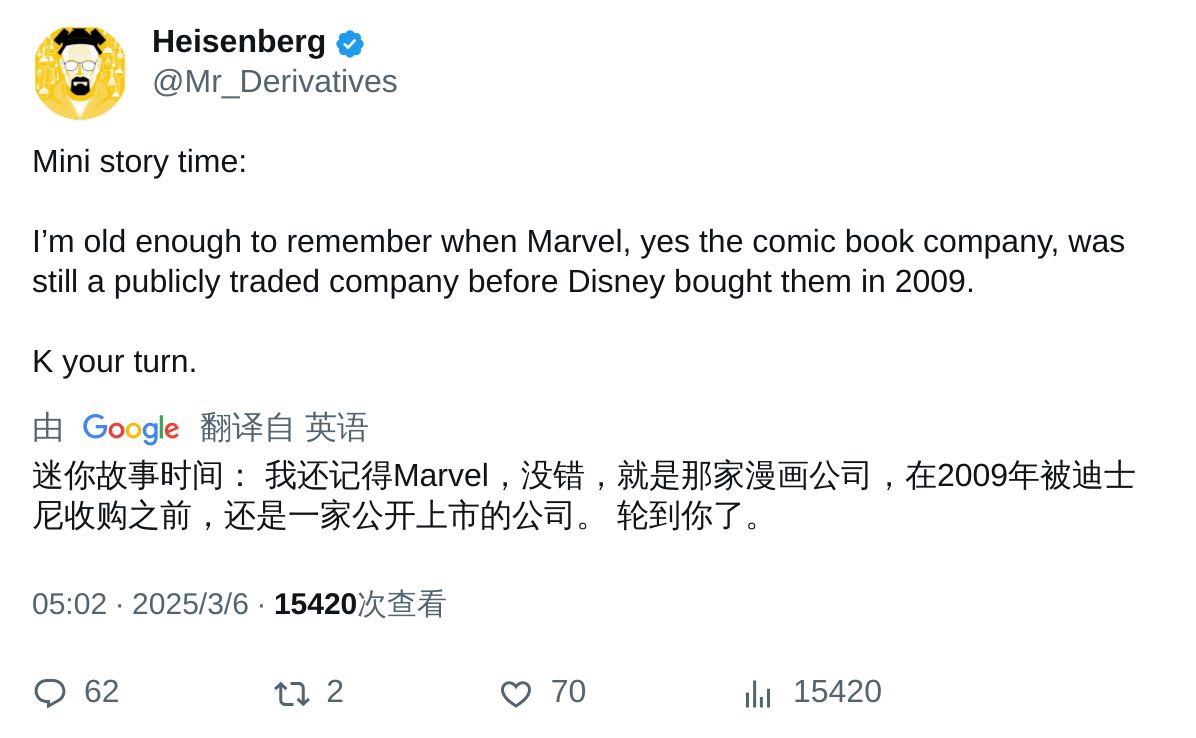 Heisenberg
@Mr_Derivatives
Mini story time:
I’m old enough to remember when Marvel, yes the comic book company, was
still a publicly traded company before Disney bought them in 2009.
K your turn.
由 Google 翻译自 英语
迷你故事时间： 我还记得Marvel，没错，就是那家漫画公司，在2009年被迪士
尼收购之前，还是一家公开上市的公司。 轮到你了。
05:02 · 2025/3/6 · 15420次查看
62 2 70 15420